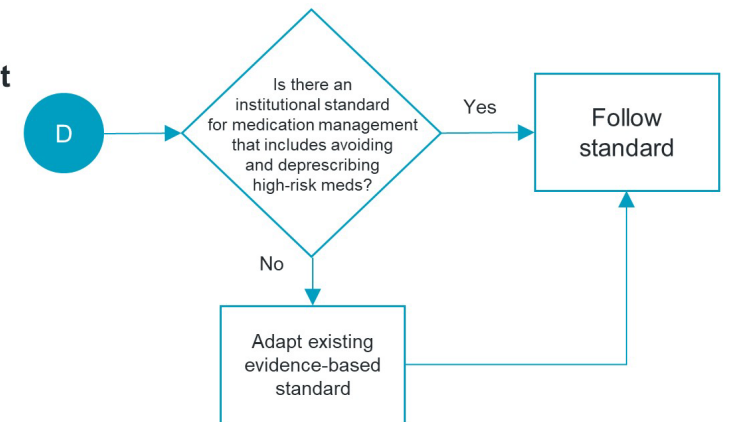 t
D
Is there an
institutional standard
for medication management
that includes avoiding
and deprescribing
high-risk meds?
Yes
Follow
standard
No
Adapt existing
evidence-based
standard